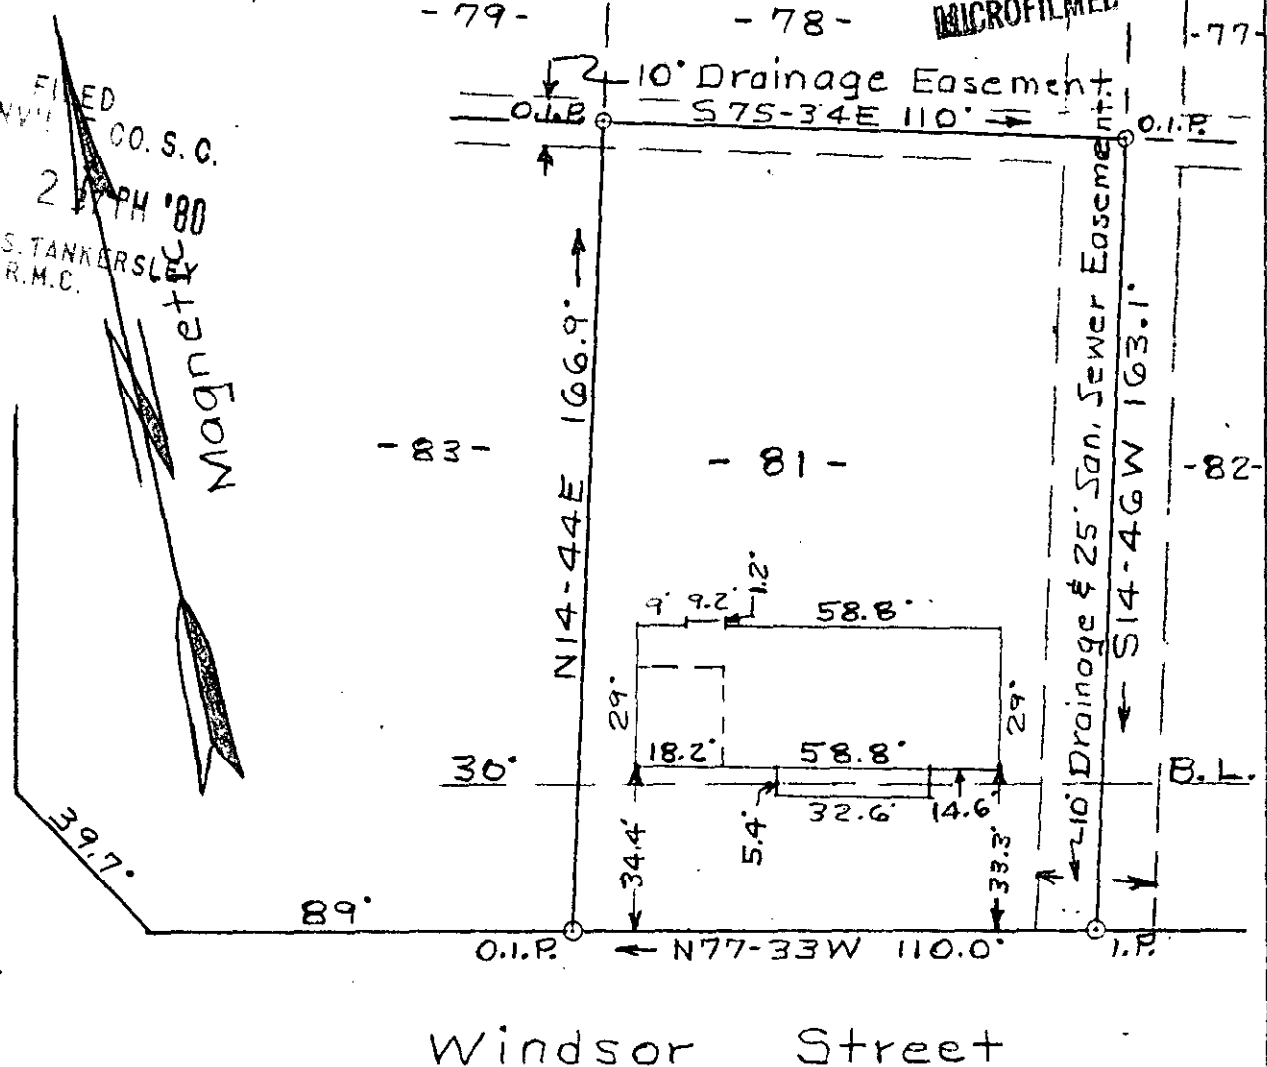 - 79 -
- 78 -
MICROFILMED
- 77 -
FILED
CO. S. C.
2 PH '80
S. TANKERSLEY
R.M.C.
Magnetic
10' Drainage Easement
O.I.P.
S 75-34E 110'
O.I.P.
N14-44E 166.9'
- 83 -
- 81 -
- 82 -
10' Drainage & 25' San. Sewer Easement
S14-46W 163.1'
9'
9.2'
1.2'
58.8'
29'
29'
18.2'
58.8'
30'
B.L.
5.4'
32.6'
14.6'
34.4'
33.3'
39.7'
89'
O.I.P.
N77-33W 110.0'
I.P.
Windsor Street